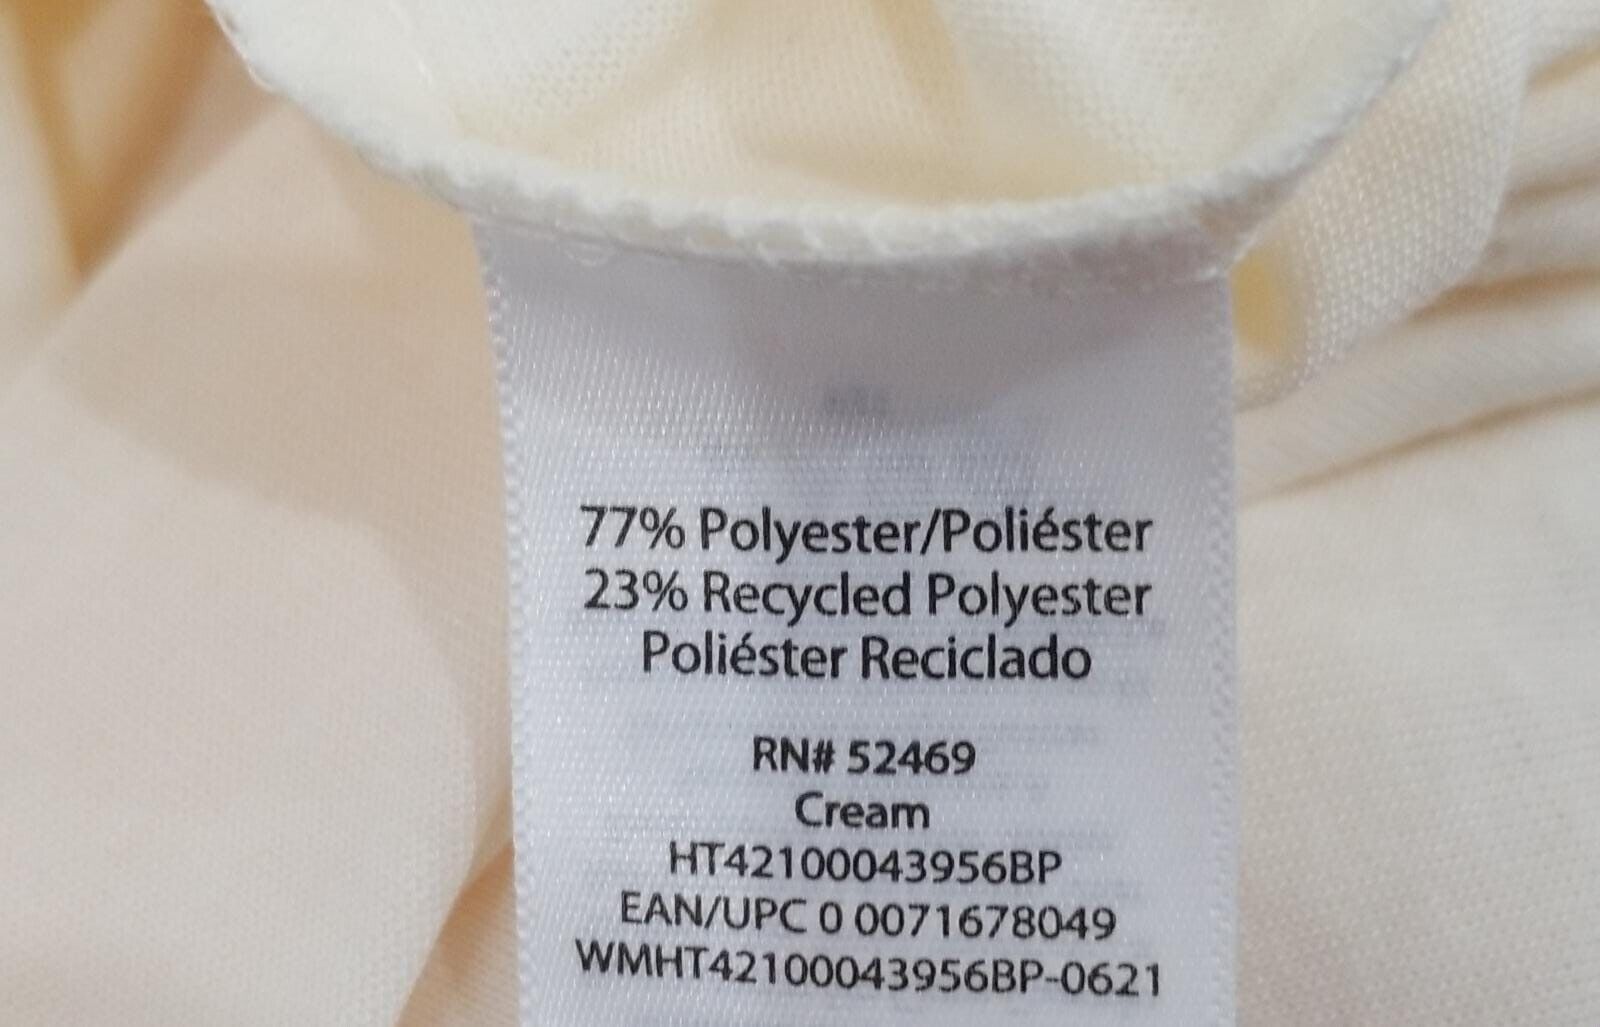 77% Polyester/Poliéster
23% Recycled Polyester
Poliéster Reciclado
RN# 52469
Cream
HT42100043956BP
EAN/UPC 0 0071678049
WMHT42100043956BP-0621